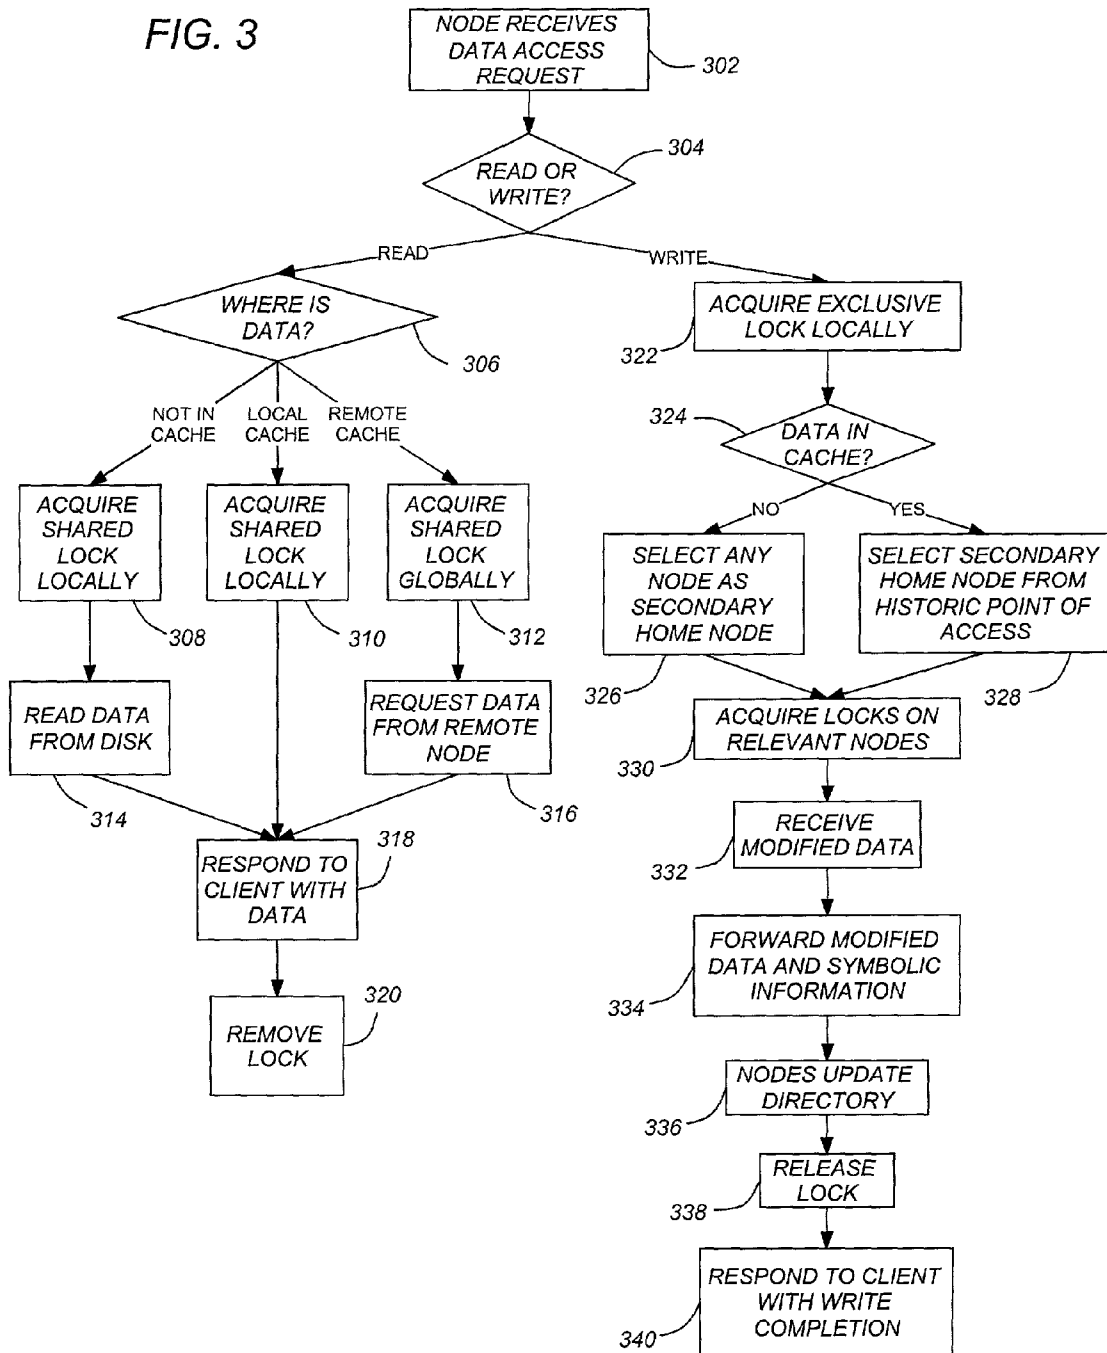 FIG. 3
NODE RECEIVES
DATA ACCESS
REQUEST
302
READ OR
WRITE?
304
READ
WRITE
WHERE IS
DATA?
306
ACQUIRE EXCLUSIVE
LOCK LOCALLY
322
NOT IN
CACHE
LOCAL
CACHE
REMOTE
CACHE
324
DATA IN
CACHE?
NO
YES
ACQUIRE
SHARED
LOCK
LOCALLY
308
ACQUIRE
SHARED
LOCK
LOCALLY
310
ACQUIRE
SHARED
LOCK
GLOBALLY
312
SELECT ANY
NODE AS
SECONDARY
HOME NODE
326
SELECT SECONDARY
HOME NODE FROM
HISTORIC POINT OF
ACCESS
328
READ DATA
FROM DISK
314
REQUEST DATA
FROM REMOTE
NODE
316
ACQUIRE LOCKS ON
RELEVANT NODES
330
RESPOND TO
CLIENT WITH
DATA
318
RECEIVE
MODIFIED DATA
332
FORWARD MODIFIED
DATA AND SYMBOLIC
INFORMATION
334
REMOVE
LOCK
320
NODES UPDATE
DIRECTORY
336
RELEASE
LOCK
338
RESPOND TO CLIENT
WITH WRITE
COMPLETION
340